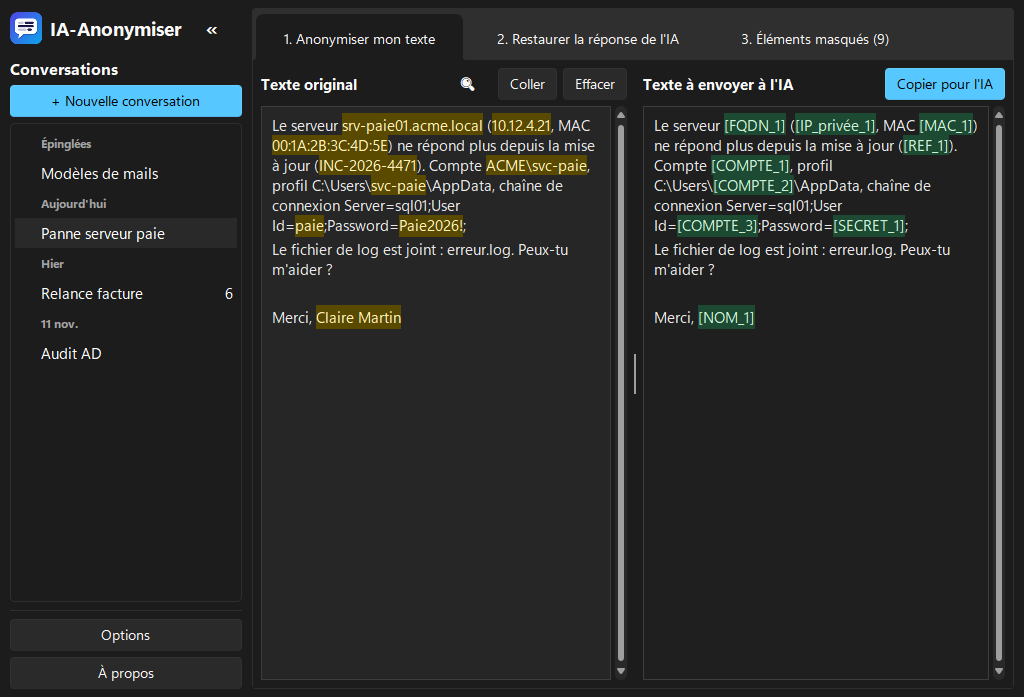 IA-Anonymiser «
Conversations
+ Nouvelle conversation
Épinglées
Modèles de mails
Aujourd'hui
Panne serveur paie
Hier
Relance facture 6
11 nov.
Audit AD
Options
À propos
1. Anonymiser mon texte
2. Restaurer la réponse de l'IA
3. Éléments masqués (9)
Texte original
Coller
Effacer
Le serveur srv-paie01.acme.local (10.12.4.21, MAC
00:1A:2B:3C:4D:5E) ne répond plus depuis la mise
à jour (INC-2026-4471). Compte ACME\svc-paie,
profil C:\Users\svc-paie\AppData, chaîne de
connexion Server=sql01;User
Id=paie;Password=Paie2026!;
Le fichier de log est joint : erreur.log. Peux-tu
m'aider ?
Merci, Claire Martin
Texte à envoyer à l'IA
Copier pour l'IA
Le serveur [FQDN_1] ([IP_privée_1], MAC [MAC_1])
ne répond plus depuis la mise à jour ([REF_1]).
Compte [COMPTE_1], profil
C:\Users\[COMPTE_2]\AppData, chaîne de
connexion Server=sql01;User
Id=[COMPTE_3];Password=[SECRET_1];
Le fichier de log est joint : erreur.log. Peux-tu
m'aider ?
Merci, [NOM_1]